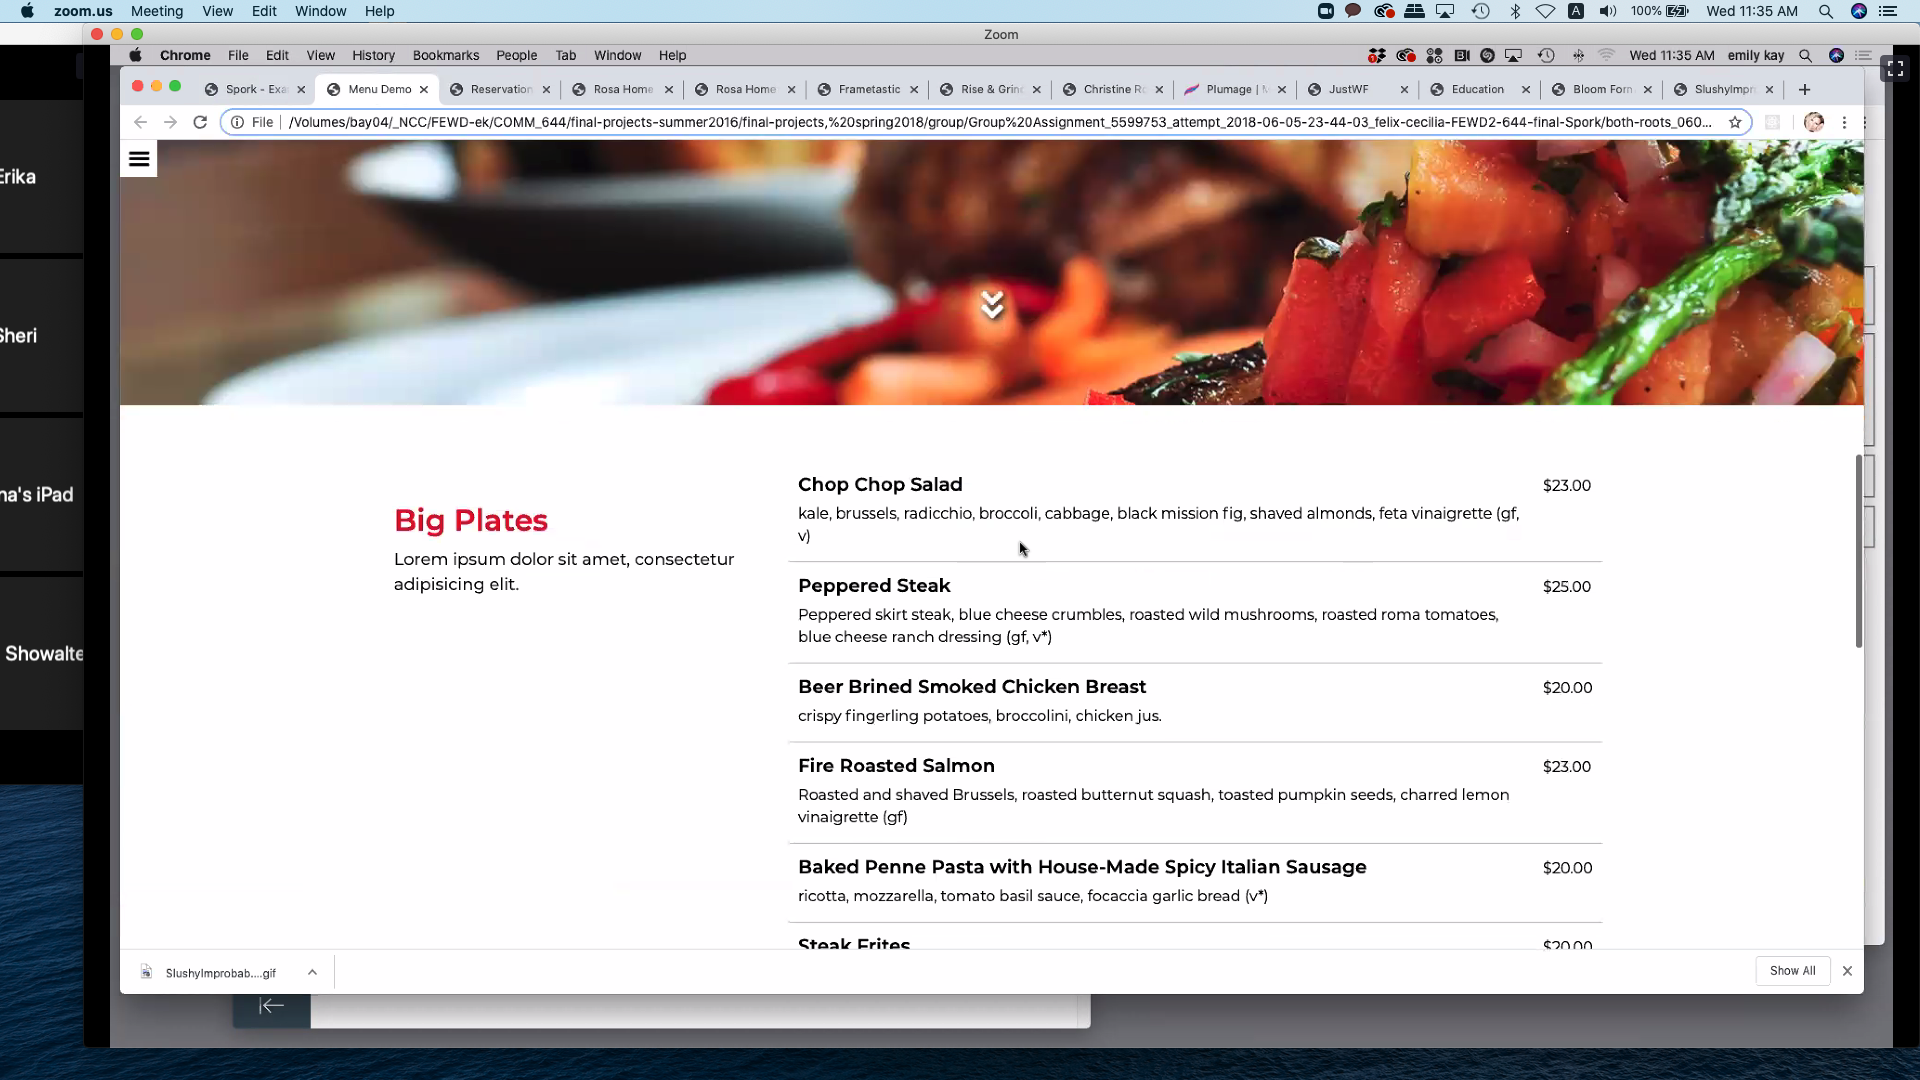 zoom.us Meeting View Edit Window Help 100% Wed 11:35 AM
Zoom
Chrome File Edit View History Bookmarks People Tab Window Help Wed 11:35 AM emily kay
Spork - Exa Menu Demo Reservation Rosa Home Rosa Home Frametastic Rise & Grin Christine Ro Plumage | JustWF Education Bloom Forn SlushyImpro
File /Volumes/bay04/_NCC/FEWD-ek/COMM_644/final-projects-summer2016/final-projects,%20spring2018/group/Group%20Assignment_5599753_attempt_2018-06-05-23-44-03_felix-cecilia-FEWD2-644-final-Spork/both-roots_060...
Erika
Sheri
na's iPad
Showalte
Big Plates
Lorem ipsum dolor sit amet, consectetur
adipisicing elit.
Chop Chop Salad $23.00
kale, brussels, radicchio, broccoli, cabbage, black mission fig, shaved almonds, feta vinaigrette (gf,
v)
Peppered Steak $25.00
Peppered skirt steak, blue cheese crumbles, roasted wild mushrooms, roasted roma tomatoes,
blue cheese ranch dressing (gf, v*)
Beer Brined Smoked Chicken Breast $20.00
crispy fingerling potatoes, broccolini, chicken jus.
Fire Roasted Salmon $23.00
Roasted and shaved Brussels, roasted butternut squash, toasted pumpkin seeds, charred lemon
vinaigrette (gf)
Baked Penne Pasta with House-Made Spicy Italian Sausage $20.00
ricotta, mozzarella, tomato basil sauce, focaccia garlic bread (v*)
Steak Frites $20.00
SlushyImprobab....gif Show All